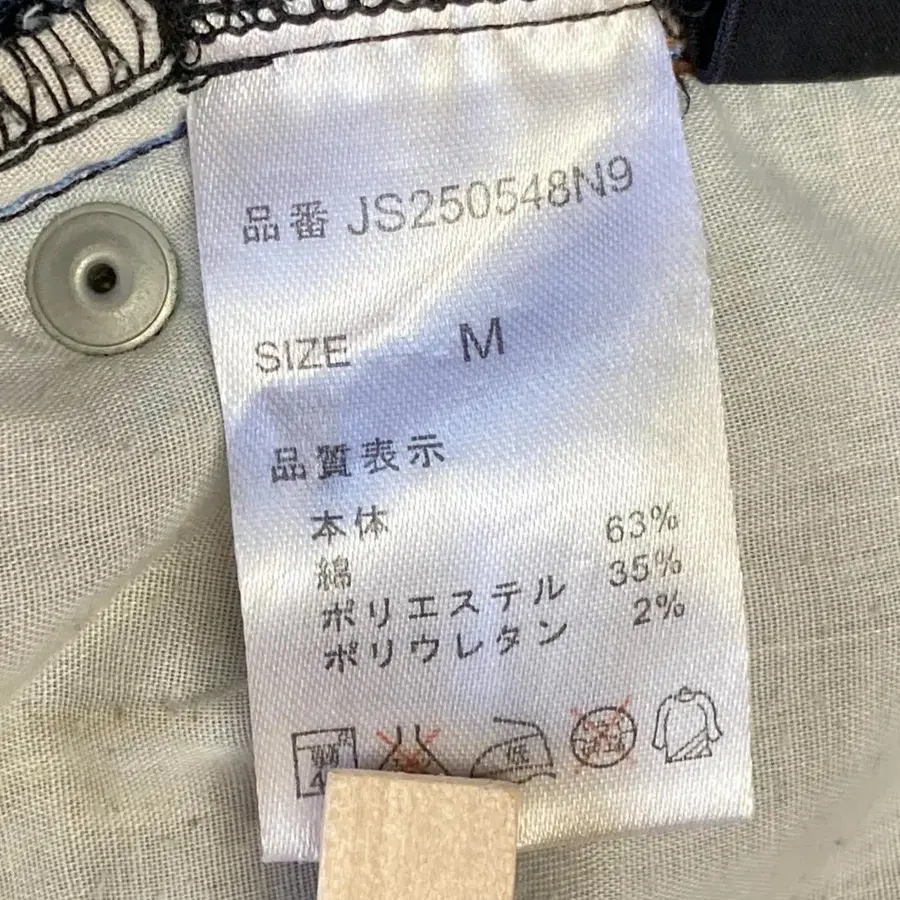 品番 JS250548N9
SIZE M
品質表示
本体
綿 63%
ポリエステル 35%
ポリウレタン 2%
低